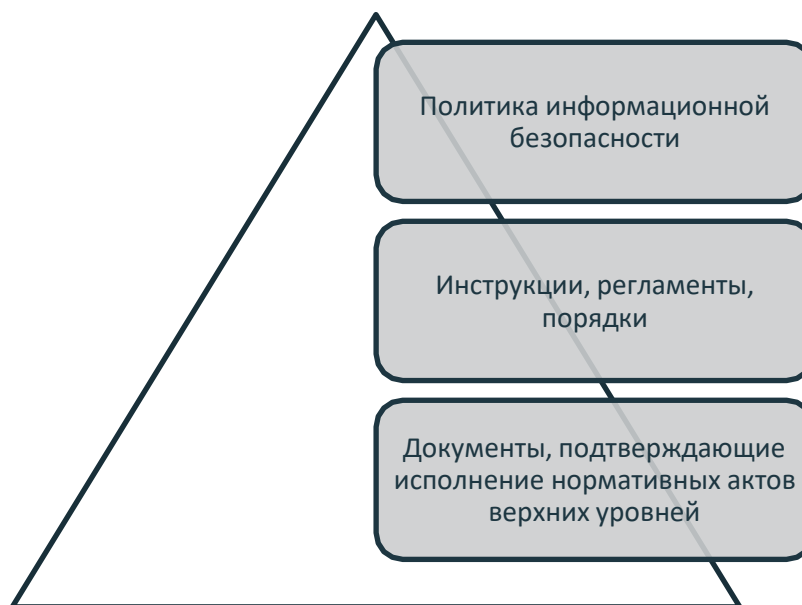 Политика информационной
безопасности
Инструкции, регламенты,
порядки
Документы, подтверждающие
исполнение нормативных актов
верхних уровней